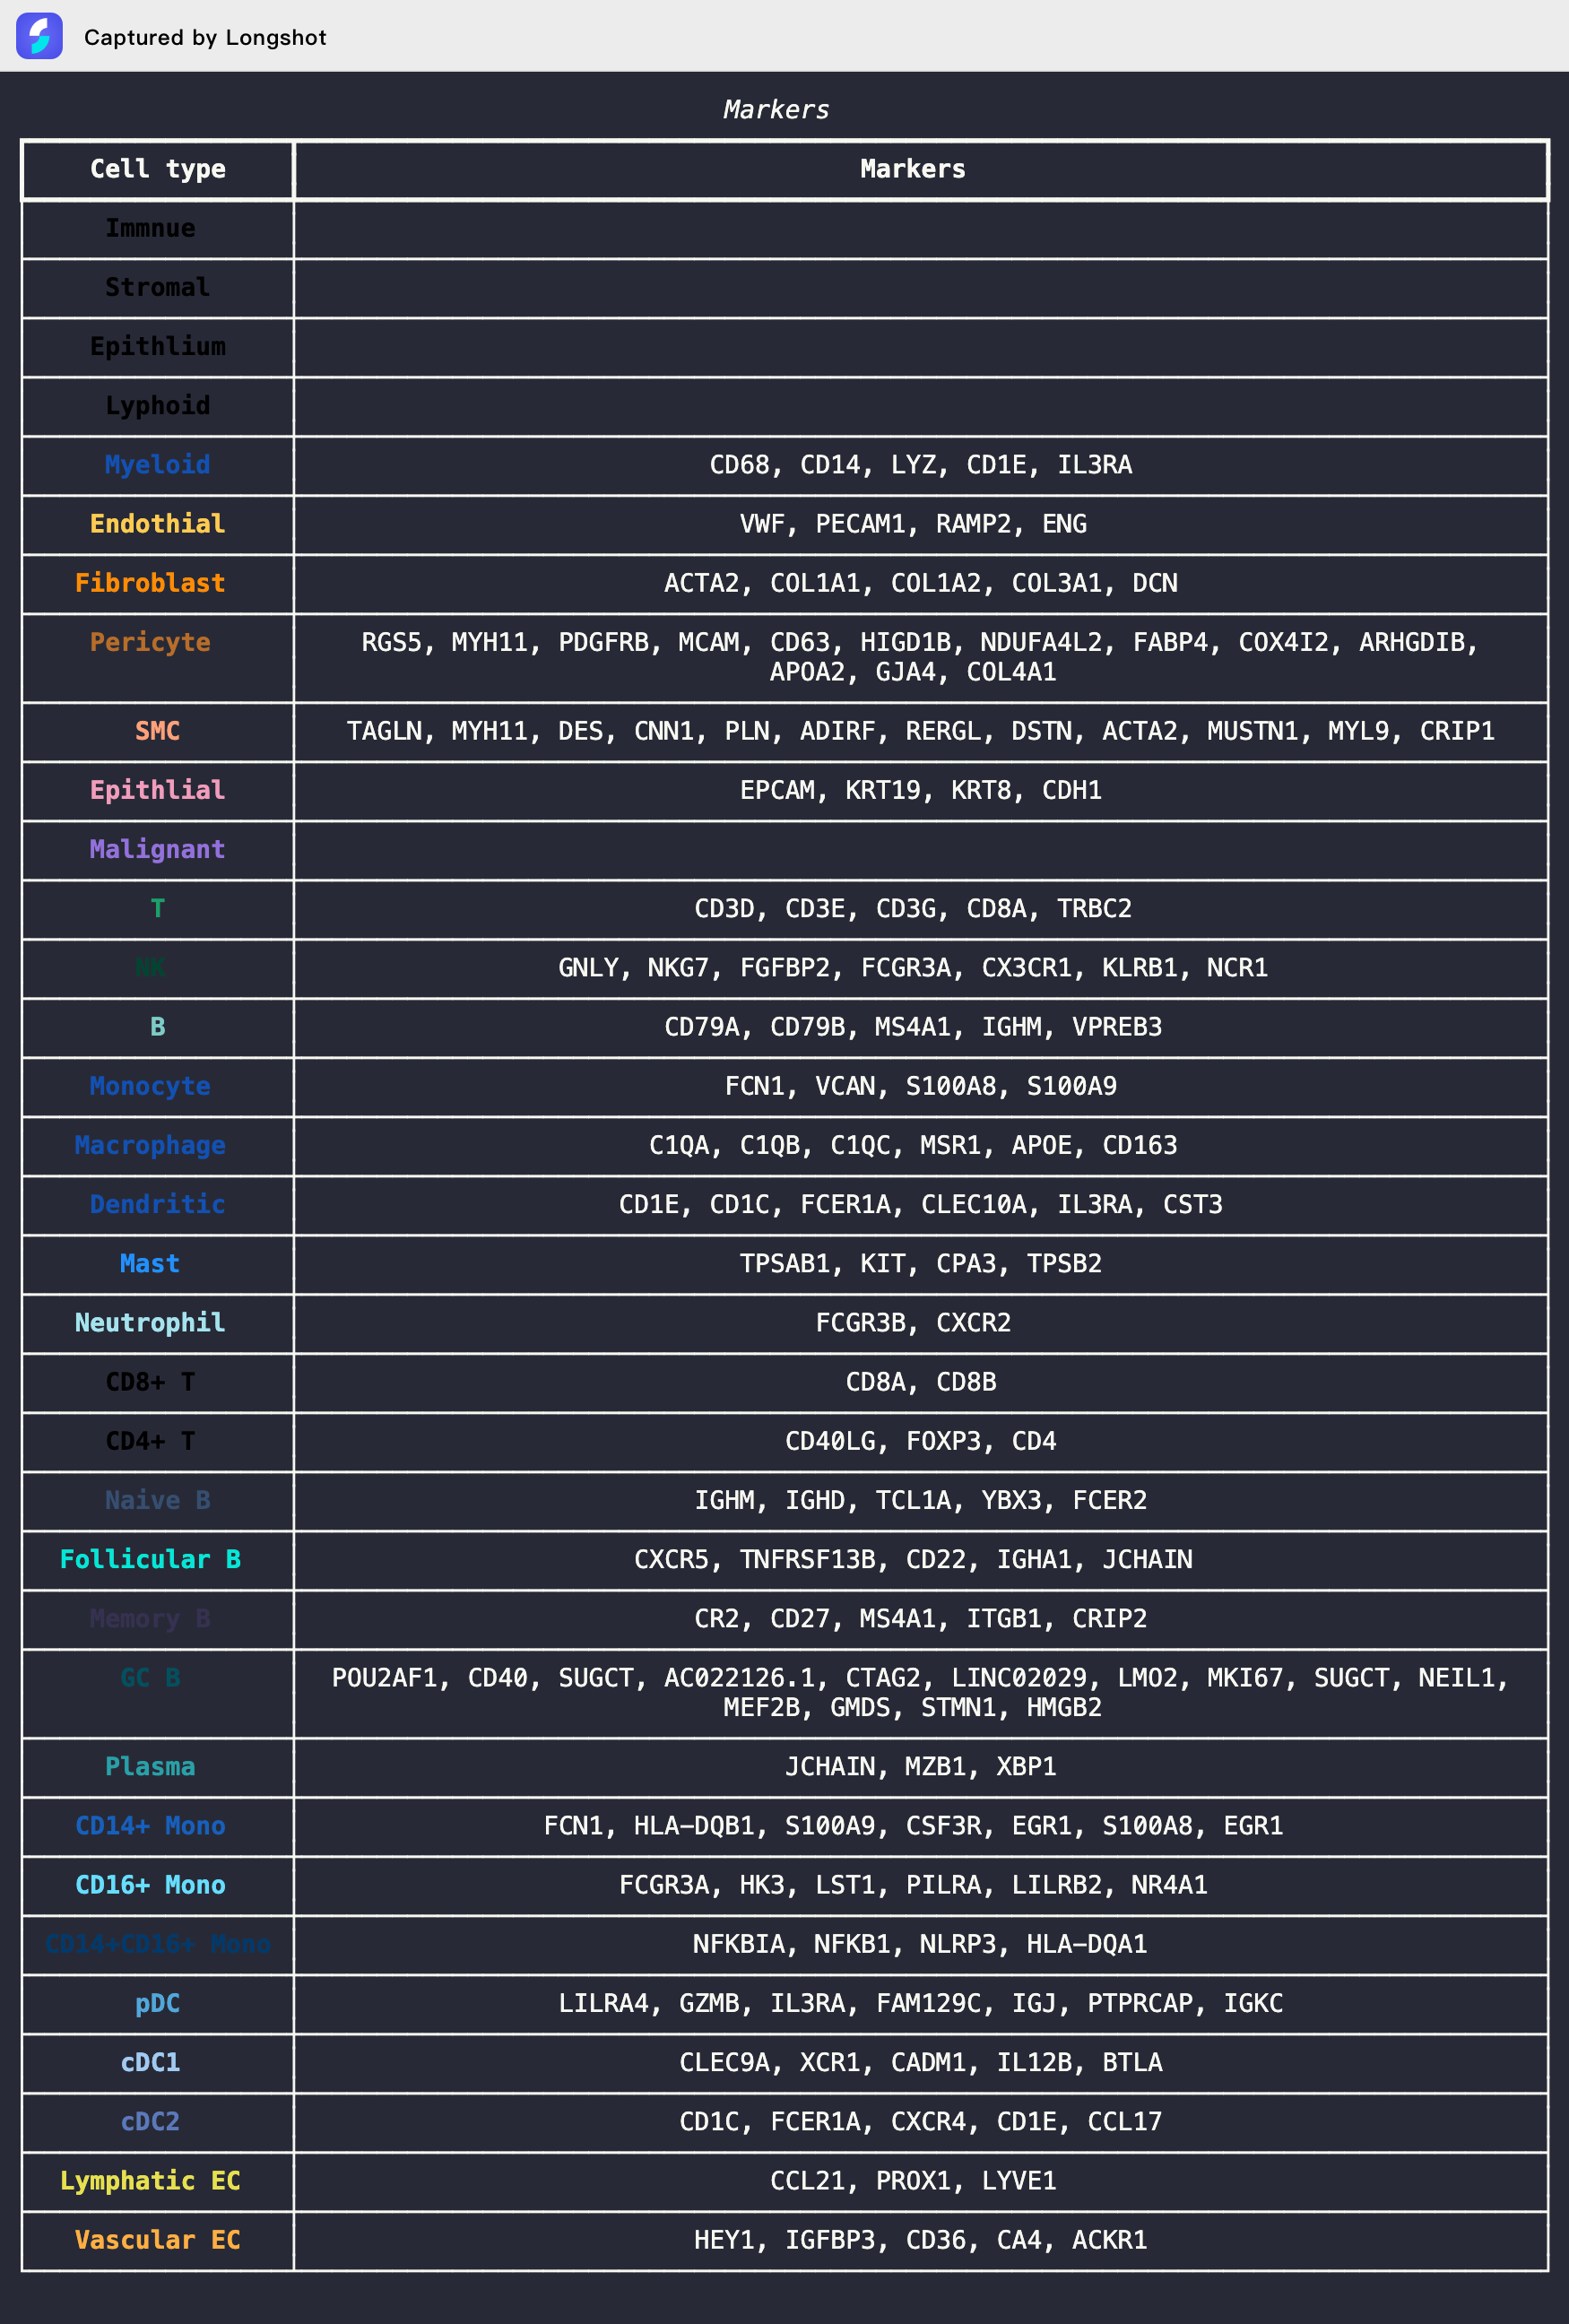 Captured by Longshot
Markers
Cell type Markers
Immnue
Stromal
Epithlium
Lyphoid
Myeloid CD68, CD14, LYZ, CD1E, IL3RA
Endothial VWF, PECAM1, RAMP2, ENG
Fibroblast ACTA2, COL1A1, COL1A2, COL3A1, DCN
Pericyte RGS5, MYH11, PDGFRB, MCAM, CD63, HIGD1B, NDUFA4L2, FABP4, COX4I2, ARHGDIB,
APOA2, GJA4, COL4A1
SMC TAGLN, MYH11, DES, CNN1, PLN, ADIRF, RERGL, DSTN, ACTA2, MUSTN1, MYL9, CRIP1
Epithlial EPCAM, KRT19, KRT8, CDH1
Malignant
T CD3D, CD3E, CD3G, CD8A, TRBC2
NK GNLY, NKG7, FGFBP2, FCGR3A, CX3CR1, KLRB1, NCR1
B CD79A, CD79B, MS4A1, IGHM, VPREB3
Monocyte FCN1, VCAN, S100A8, S100A9
Macrophage C1QA, C1QB, C1QC, MSR1, APOE, CD163
Dendritic CD1E, CD1C, FCER1A, CLEC10A, IL3RA, CST3
Mast TPSAB1, KIT, CPA3, TPSB2
Neutrophil FCGR3B, CXCR2
CD8+ T CD8A, CD8B
CD4+ T CD40LG, FOXP3, CD4
Naive B IGHM, IGHD, TCL1A, YBX3, FCER2
Follicular B CXCR5, TNFRSF13B, CD22, IGHA1, JCHAIN
Memory B CR2, CD27, MS4A1, ITGB1, CRIP2
GC B POU2AF1, CD40, SUGCT, AC022126.1, CTAG2, LINC02029, LMO2, MKI67, SUGCT, NEIL1,
MEF2B, GMDS, STMN1, HMGB2
Plasma JCHAIN, MZB1, XBP1
CD14+ Mono FCN1, HLA-DQB1, S100A9, CSF3R, EGR1, S100A8, EGR1
CD16+ Mono FCGR3A, HK3, LST1, PILRA, LILRB2, NR4A1
CD14+CD16+ Mono NFKBIA, NFKB1, NLRP3, HLA-DQA1
pDC LILRA4, GZMB, IL3RA, FAM129C, IGJ, PTPRCAP, IGKC
cDC1 CLEC9A, XCR1, CADM1, IL12B, BTLA
cDC2 CD1C, FCER1A, CXCR4, CD1E, CCL17
Lymphatic EC CCL21, PROX1, LYVE1
Vascular EC HEY1, IGFBP3, CD36, CA4, ACKR1